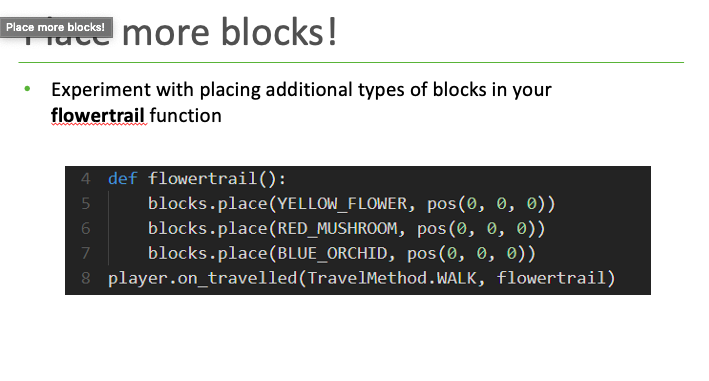 Place more blocks!
Place more blocks!
• Experiment with placing additional types of blocks in your
flowertrail function
4 def flowertrail():
5     blocks.place(YELLOW_FLOWER, pos(0, 0, 0))
6     blocks.place(RED_MUSHROOM, pos(0, 0, 0))
7     blocks.place(BLUE_ORCHID, pos(0, 0, 0))
8 player.on_travelled(TravelMethod.WALK, flowertrail)